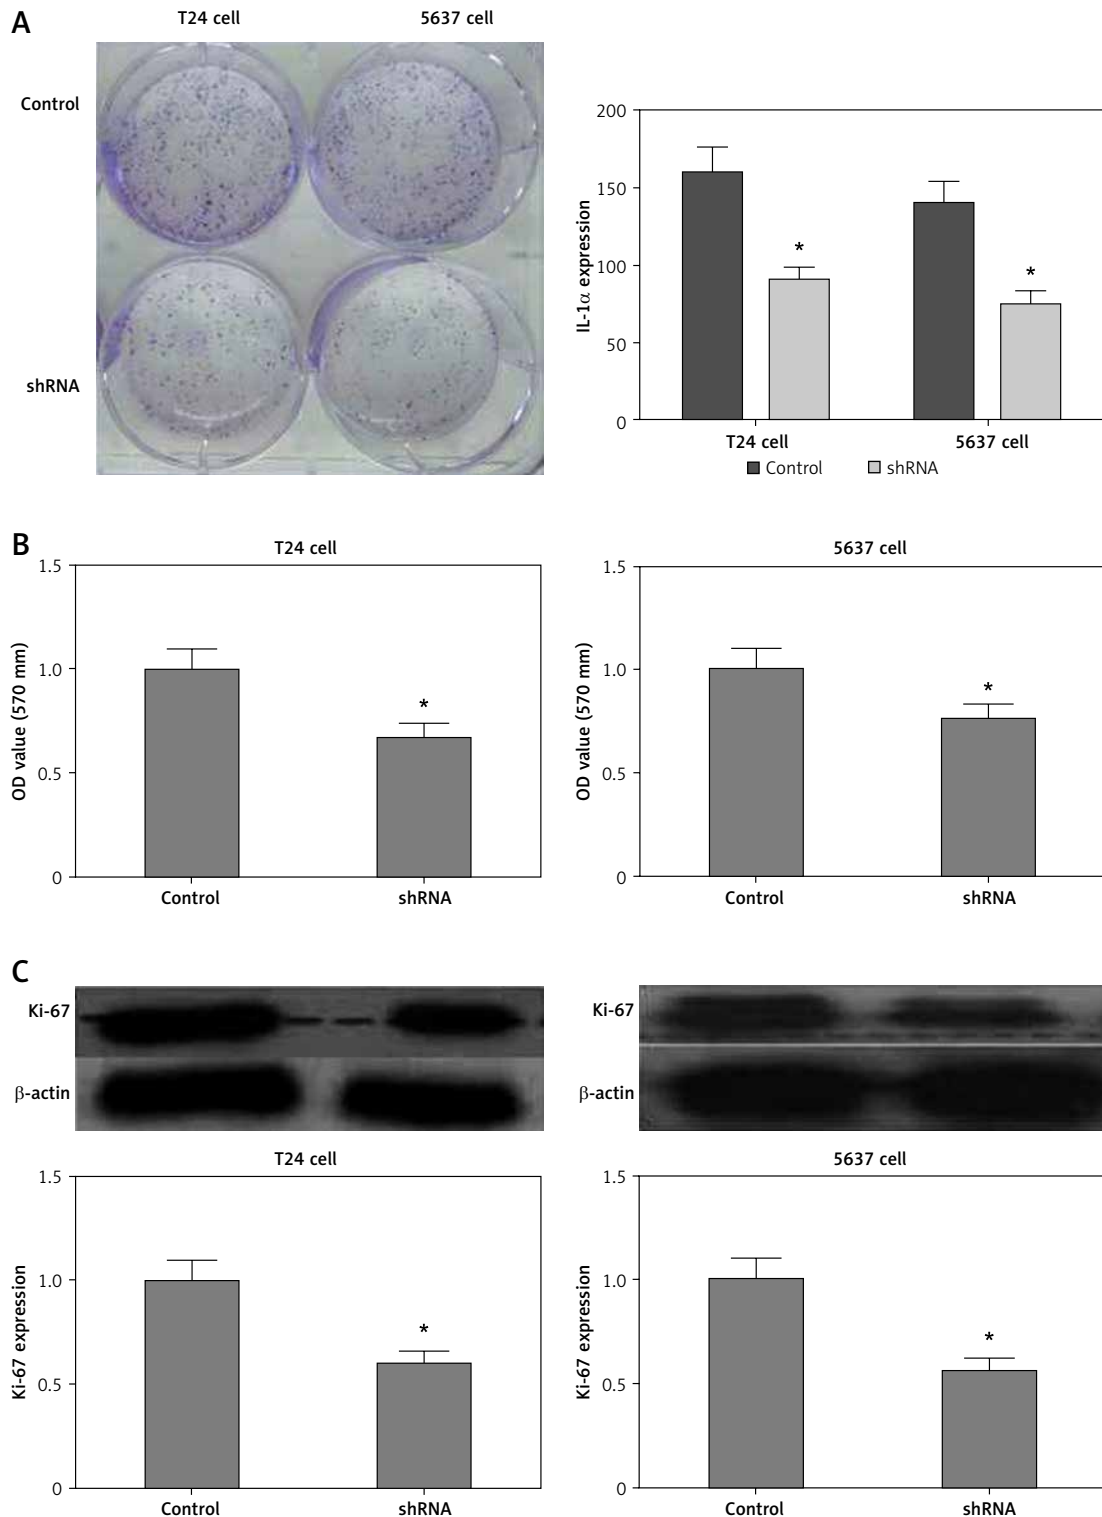 A
T24 cell 5637 cell
Control
shRNA
IL-1α expression
200
150
100
50
0
*
*
T24 cell 5637 cell
Control shRNA
B
T24 cell
OD value (570 mm)
1.5
1.0
0.5
0
*
Control shRNA
5637 cell
OD value (570 mm)
1.5
1.0
0.5
0
*
Control shRNA
C
Ki-67
β-actin
Ki-67
β-actin
T24 cell
Ki-67 expression
1.5
1.0
0.5
0
*
Control shRNA
5637 cell
Ki-67 expression
1.5
1.0
0.5
0
*
Control shRNA